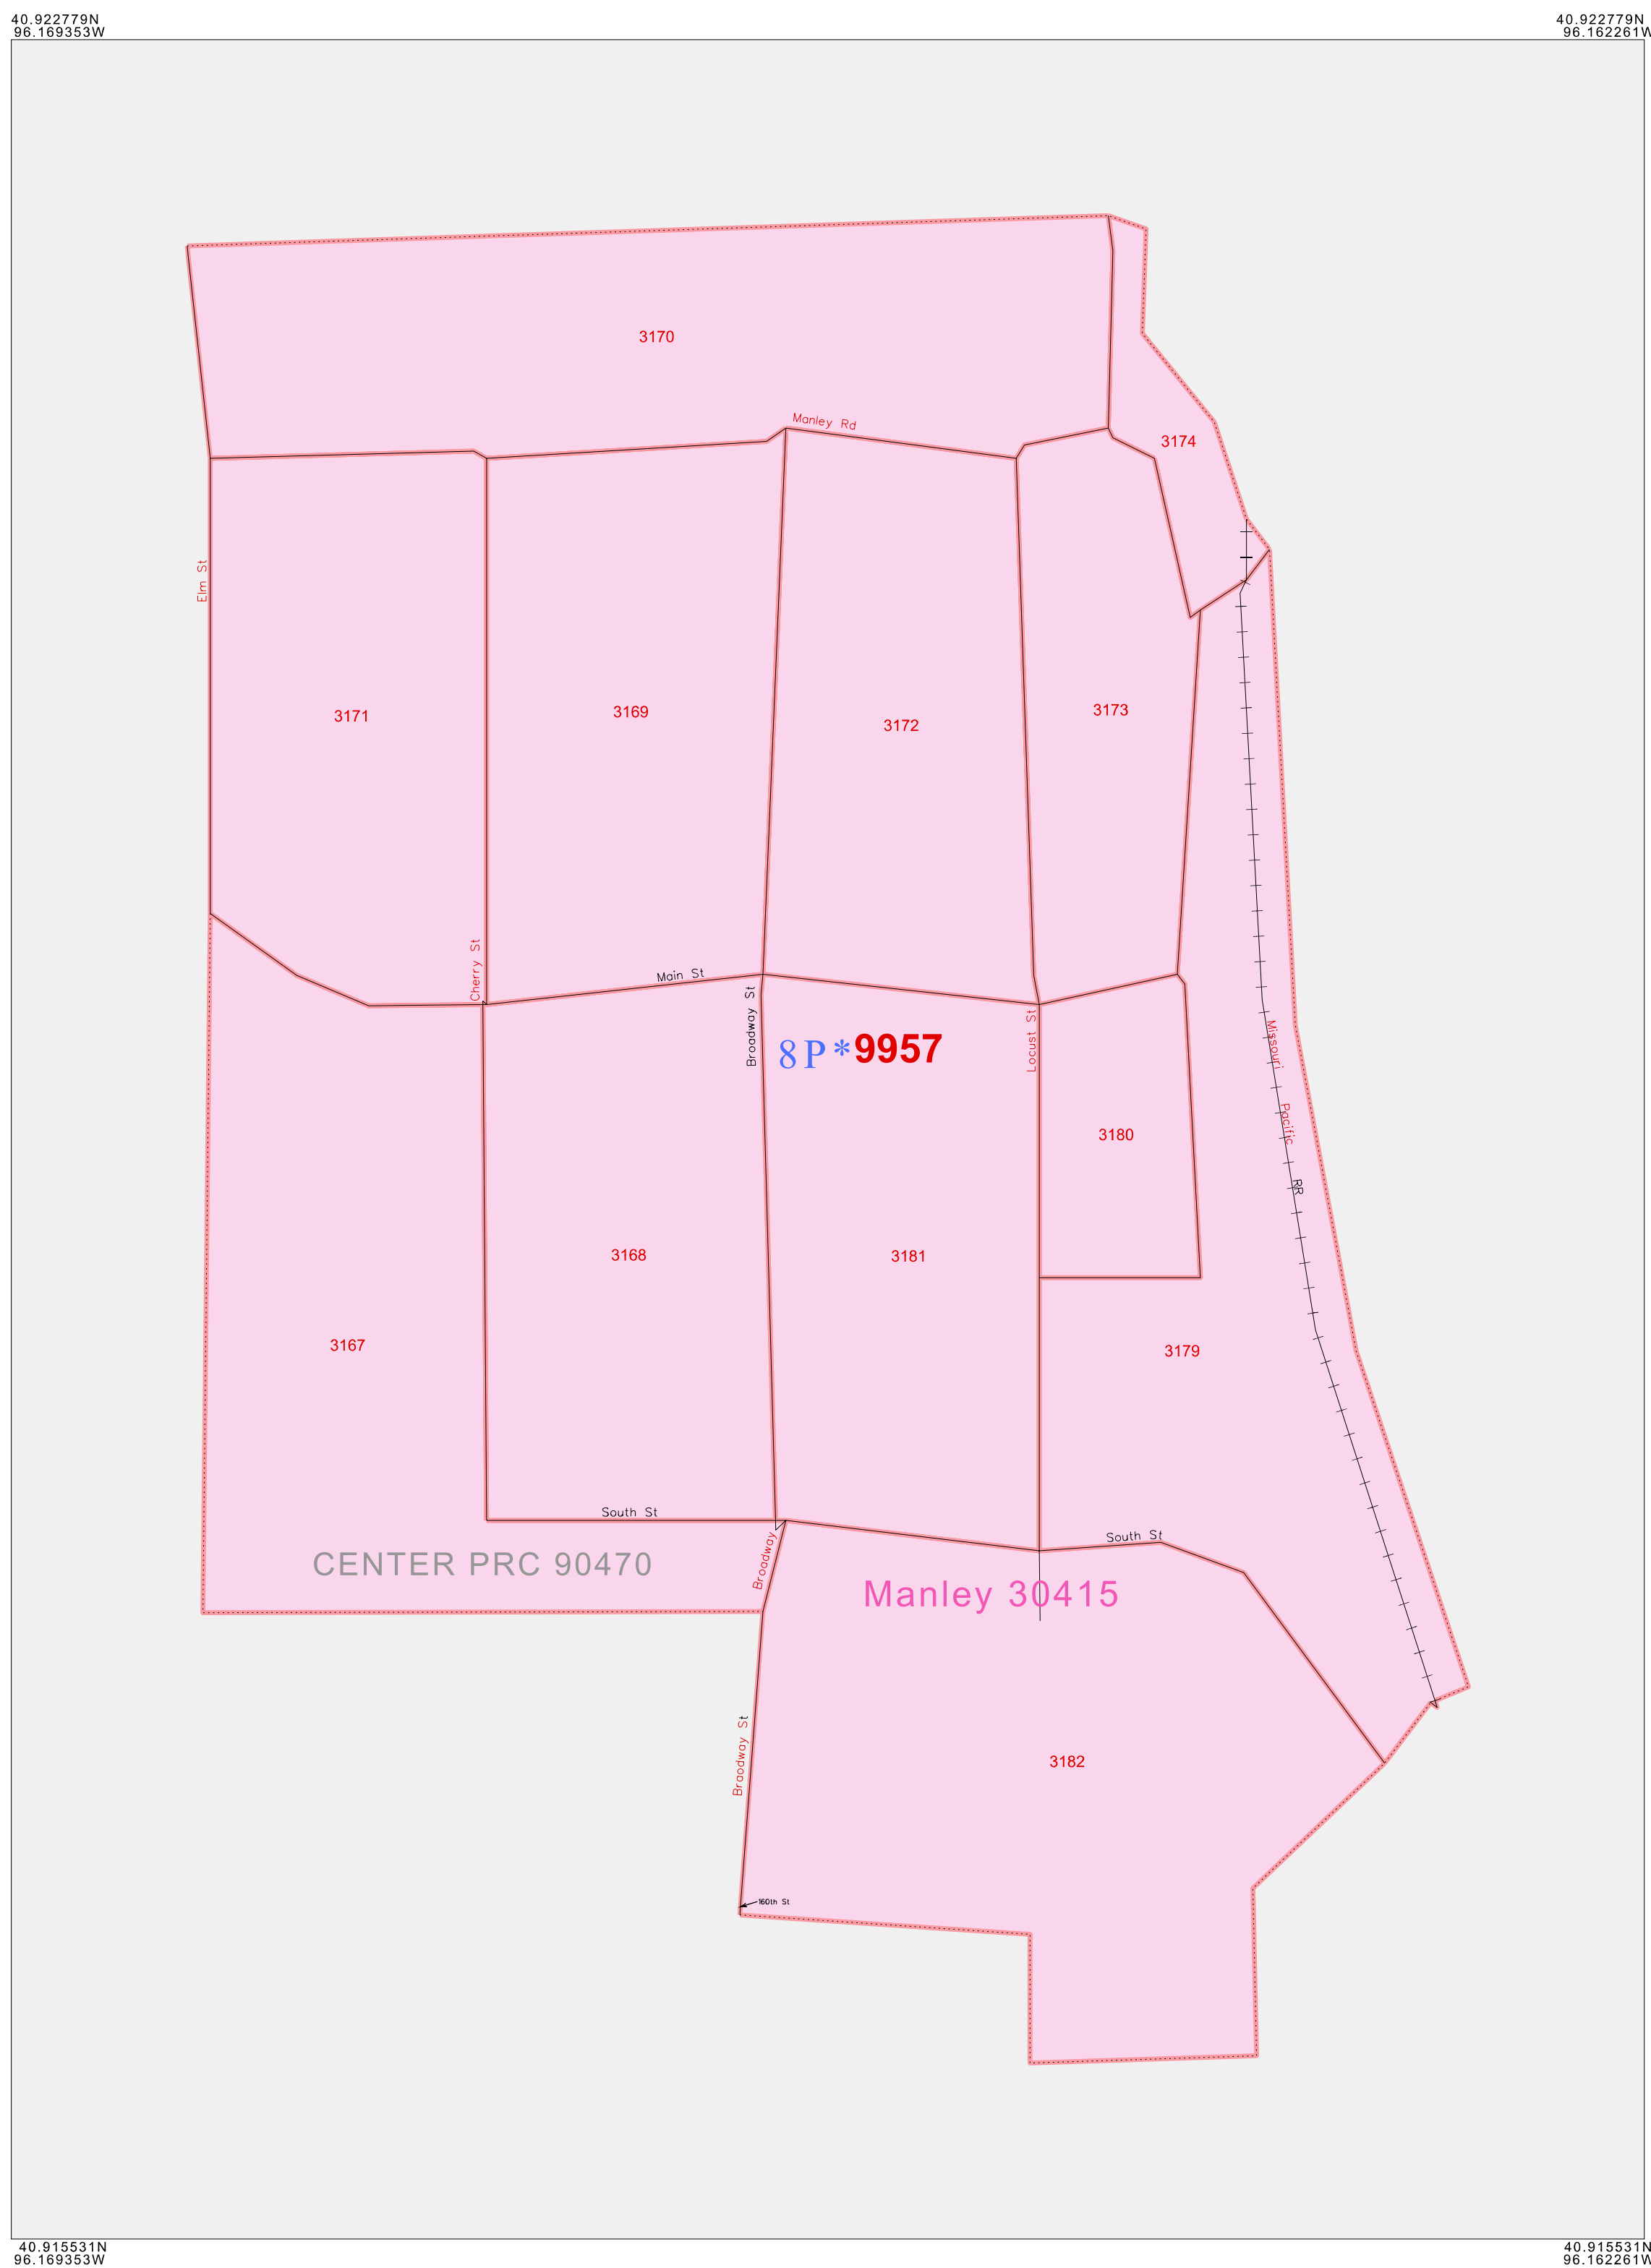 40.922779N
96.169353W
40.922779N
96.162261W
3170
Manley Rd
3174
Elm St
3171
3169
3172
3173
Cherry St
Main St
Broadway St
8P*9957
Locust St
Missouri Pacific RR
3180
3168
3181
3167
3179
South St
South St
Broadway
CENTER PRC 90470
Manley 30415
Braodway St
3182
160th St
40.915531N
96.169353W
40.915531N
96.162261W